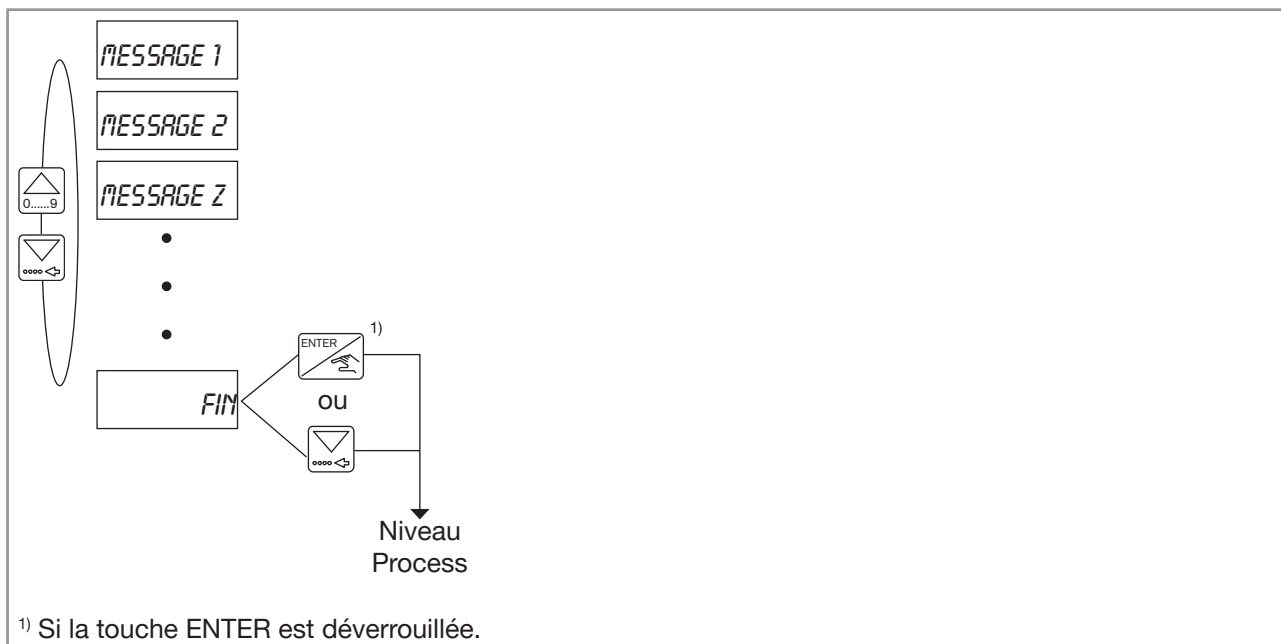 MESSAGE 1
MESSAGE 2
MESSAGE Z
0......9
FIN
ENTER
1)
ou
Niveau
Process
1) Si la touche ENTER est déverrouillée.